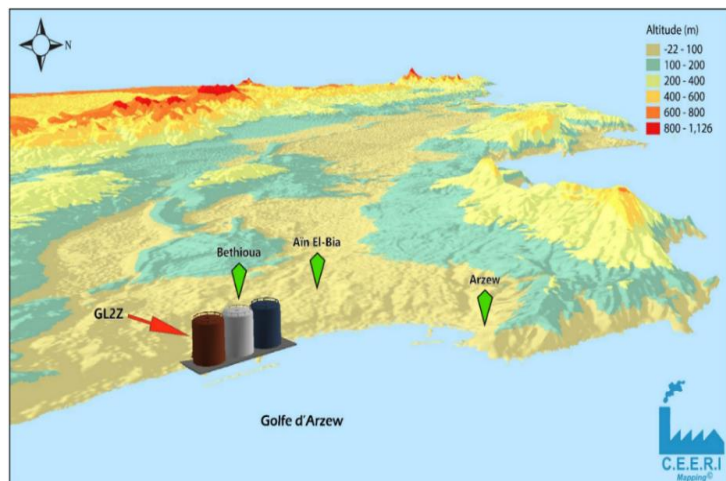 N
Altitude (m)
-22 - 100
100 - 200
200 - 400
400 - 600
600 - 800
800 - 1,126
Aïn El-Bia
Bethioua
Arzew
GL2Z
Golfe d'Arzew
C.E.E.R.I
Mapping©